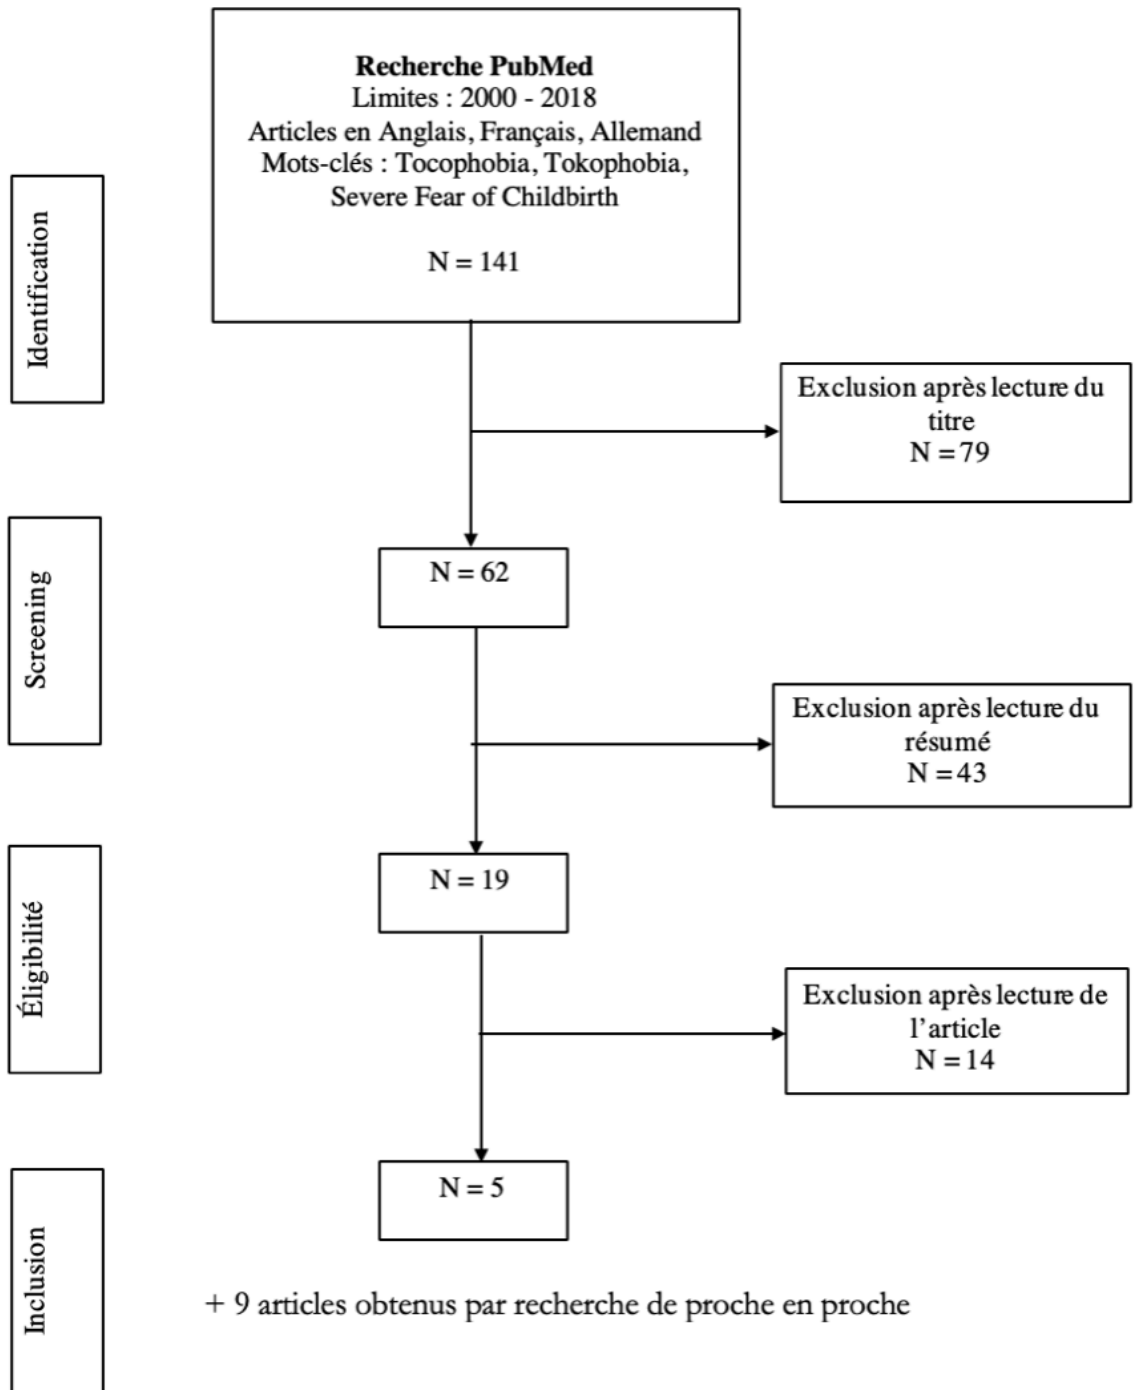 Recherche PubMed
Limites : 2000 - 2018
Articles en Anglais, Français, Allemand
Mots-clés : Tocophobia, Tokophobia,
Severe Fear of Childbirth
N = 141
Identification
Exclusion après lecture du
titre
N = 79
Screening
N = 62
Exclusion après lecture du
résumé
N = 43
Éligibilité
N = 19
Exclusion après lecture de
l’article
N = 14
Inclusion
N = 5
+ 9 articles obtenus par recherche de proche en proche